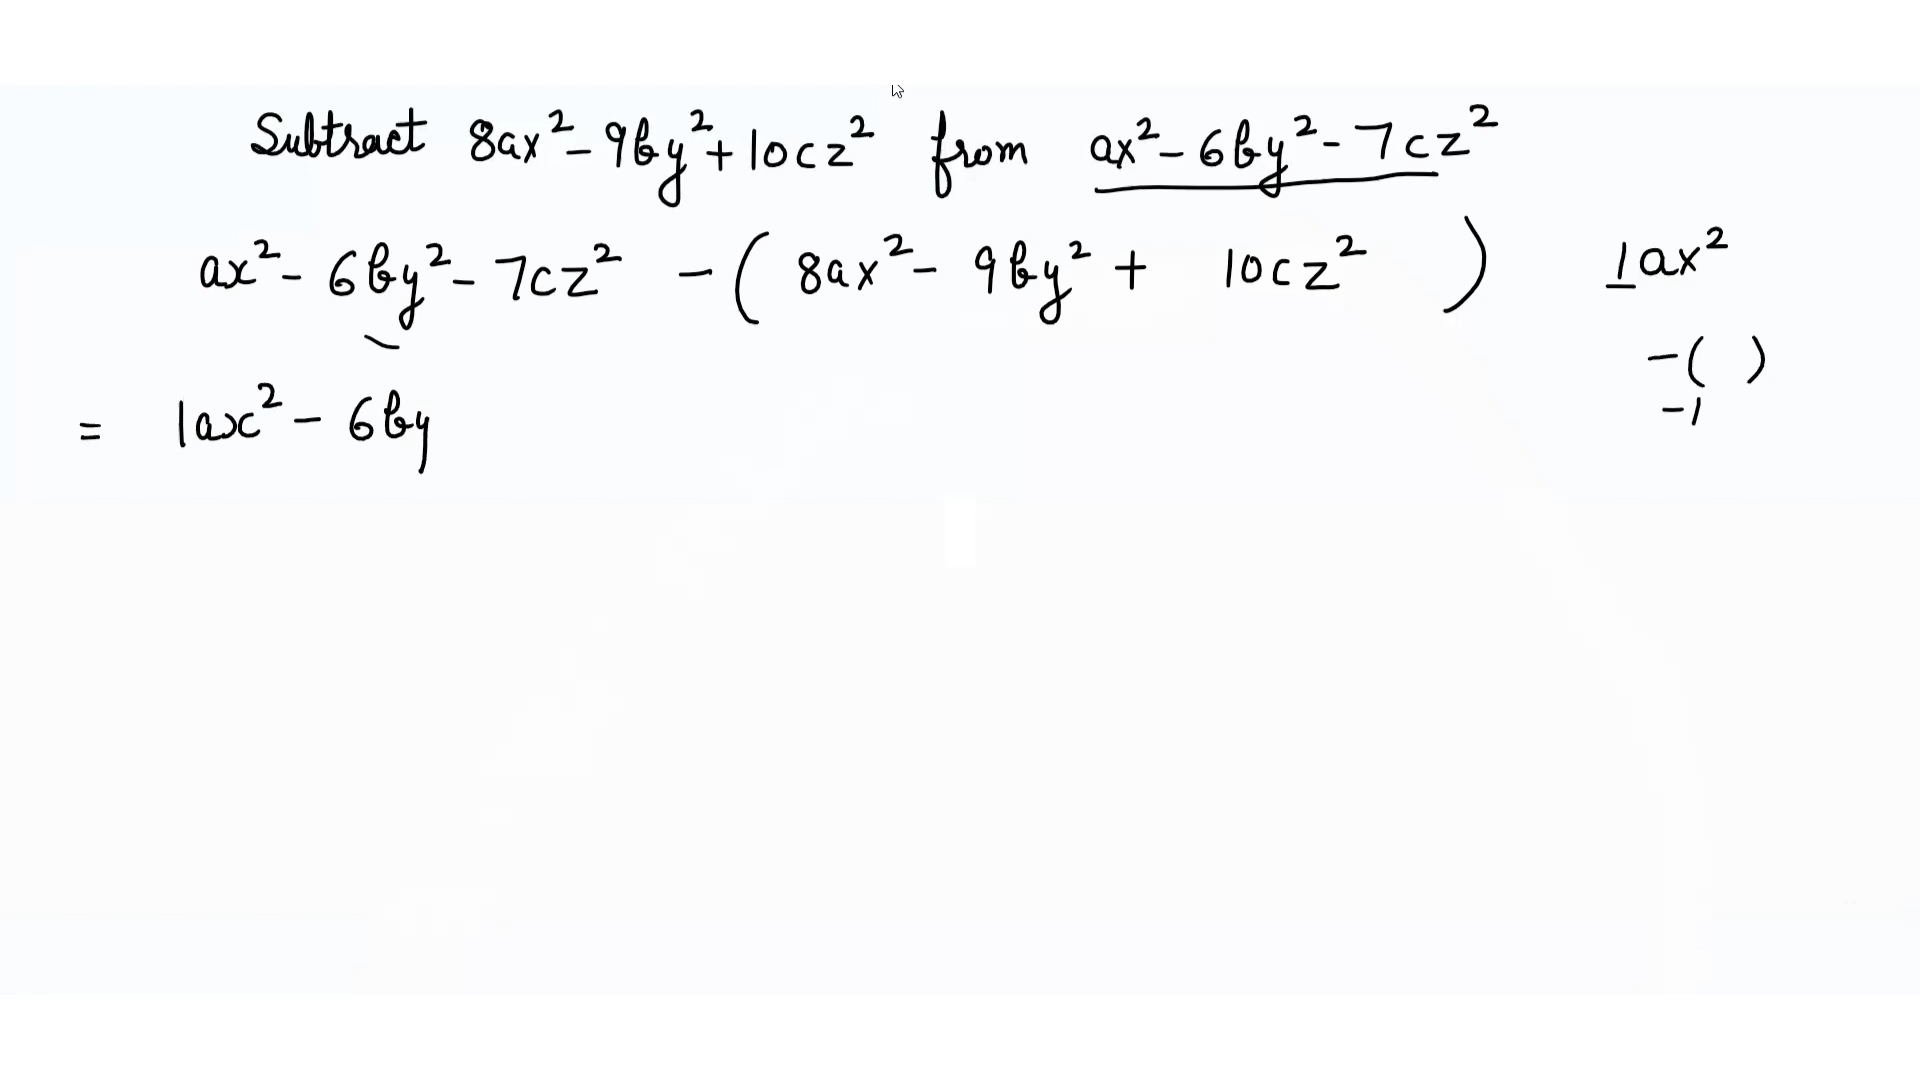 Subtract 8ax² - 9by² + 10cz² from ax² - 6by² - 7cz²
ax² - 6by² - 7cz² - ( 8ax² - 9by² + 10cz² ) 1ax²
-( )
-1
= 1ax² - 6by